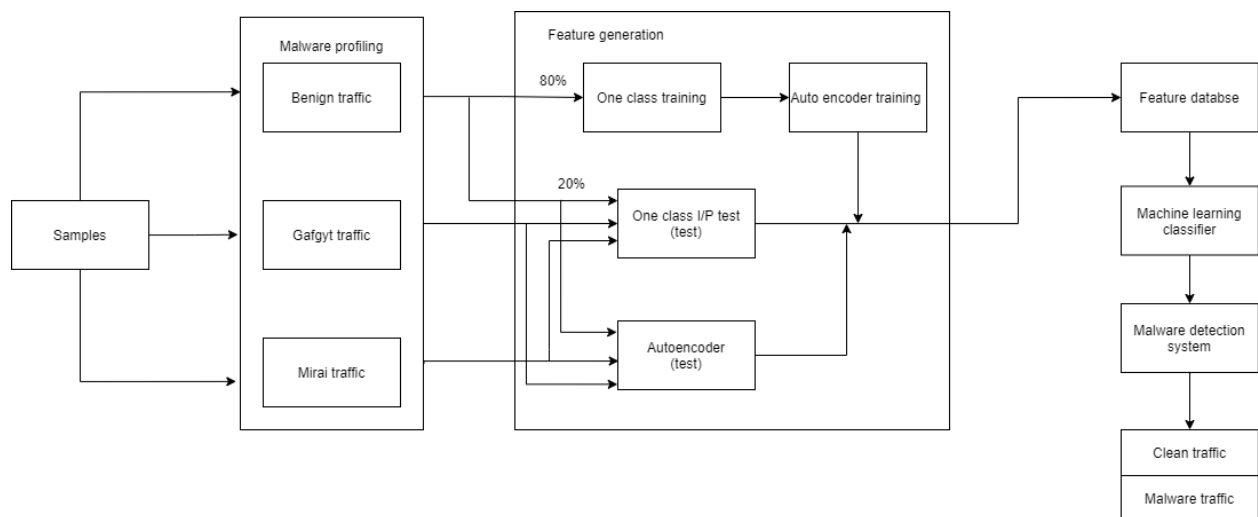 Malware profiling
Feature generation
Benign traffic
80%
One class training
Auto encoder training
Feature databse
20%
Samples
Gafgyt traffic
One class I/P test
(test)
Machine learning
classifier
Mirai traffic
Autoencoder
(test)
Malware detection
system
Clean traffic
Malware traffic